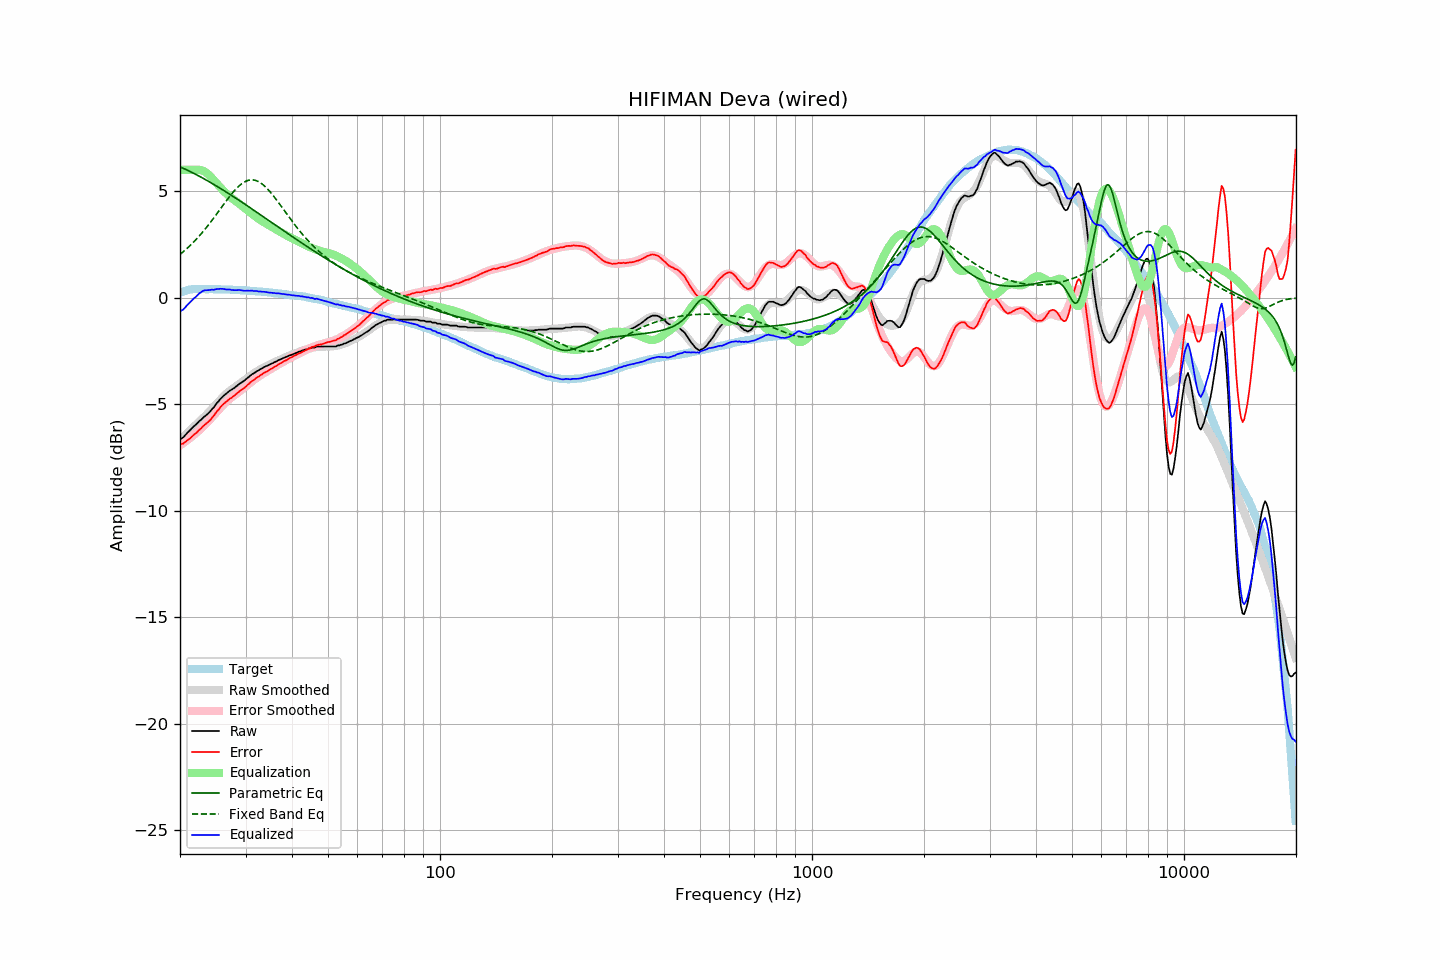 HIFIMAN Deva (wired)
Amplitude (dBr)
5
0
−5
−10
−15
−20
−25
Target
Raw Smoothed
Error Smoothed
Raw
Error
Equalization
Parametric Eq
Fixed Band Eq
Equalized
100
1000
10000
Frequency (Hz)